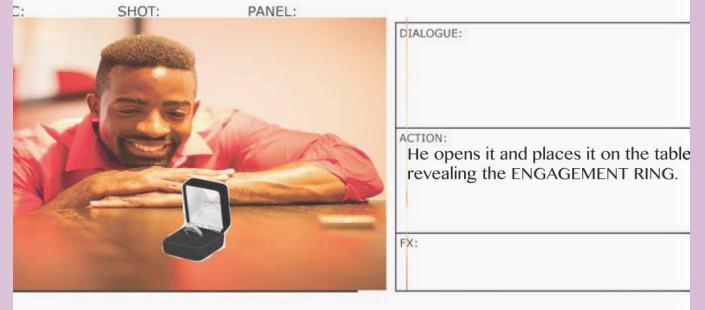 C:
SHOT:
PANEL:
DIALOGUE:
ACTION:
He opens it and places it on the table
revealing the ENGAGEMENT RING.
FX: